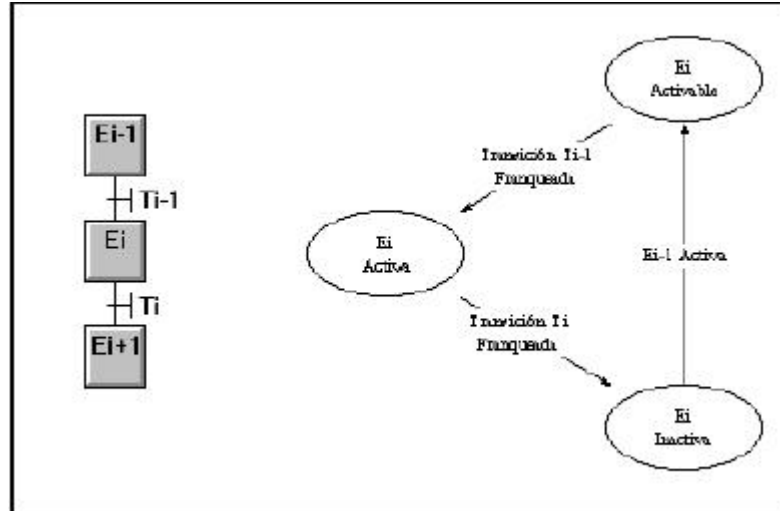 Ei-1
Ti-1
Ei
Ti
Ei+1
Ei
Activable
Transición Ti-1
Franqueada
Ei
Activa
Ei-1 Activa
Transición Ti
Franqueada
Ei
Inactiva